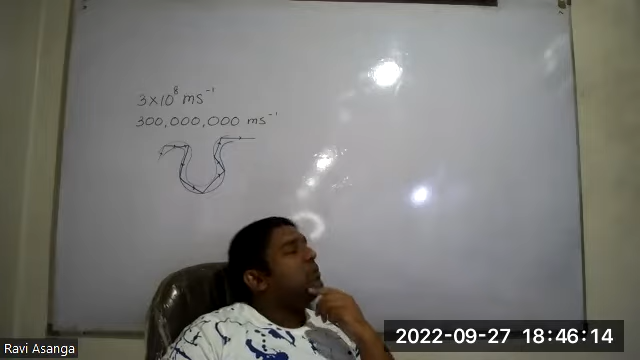 3×10⁸ ms⁻¹
300,000,000 ms⁻¹
Ravi Asanga
2022-09-27 18:46:14